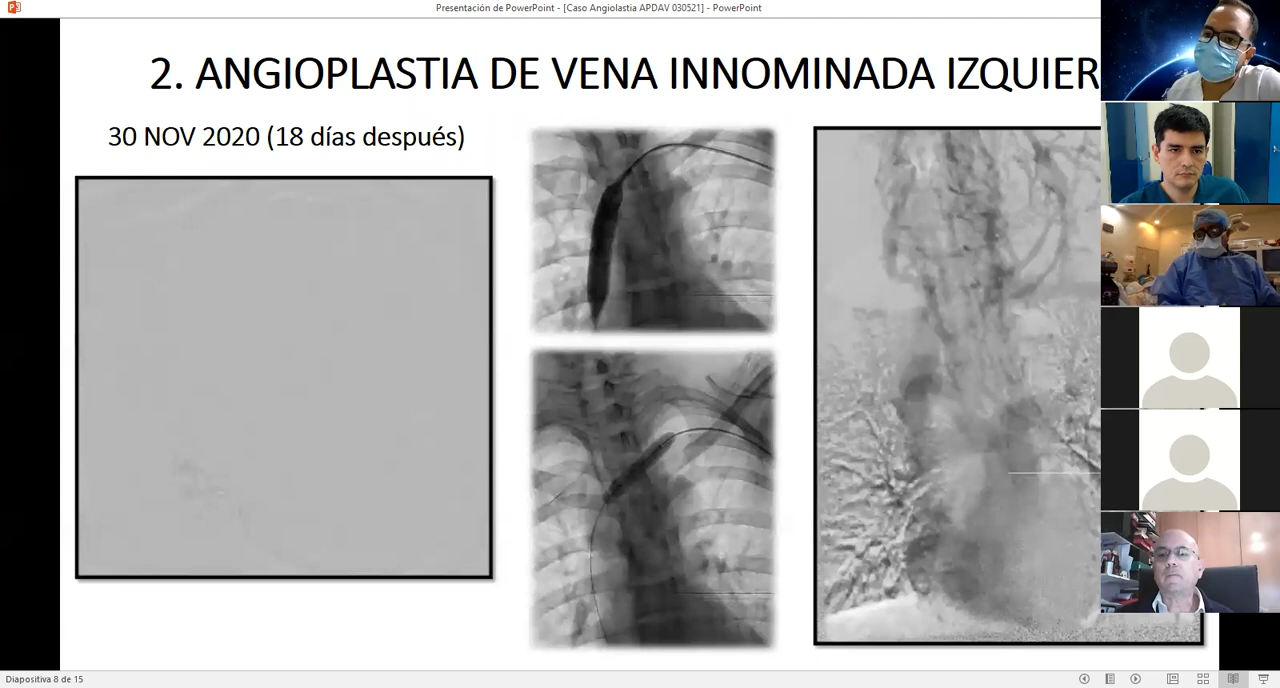 Presentación de PowerPoint - [Caso Angiolastia APDAV 030521] - PowerPoint
2. ANGIOPLASTIA DE VENA INNOMINADA IZQUIER
30 NOV 2020 (18 días después)
Diapositiva 8 de 15